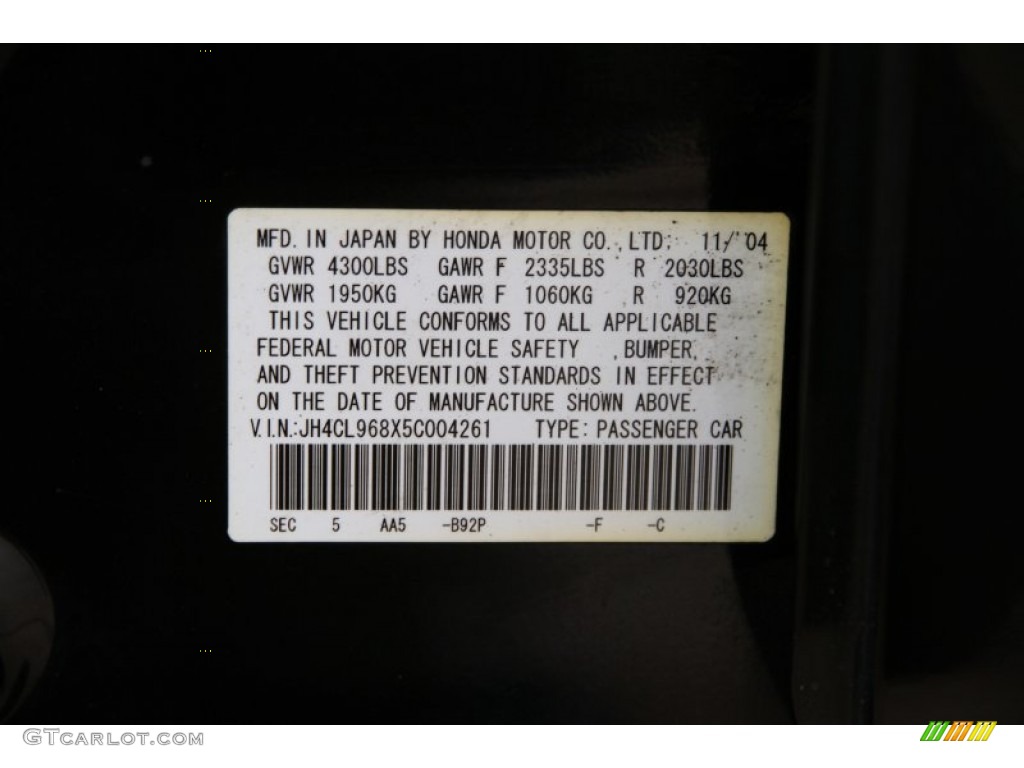 MFD. IN JAPAN BY HONDA MOTOR CO., LTD. 11/'04
GVWR 4300LBS GAWR F 2335LBS R 2030LBS
GVWR 1950KG GAWR F 1060KG R 920KG
THIS VEHICLE CONFORMS TO ALL APPLICABLE
FEDERAL MOTOR VEHICLE SAFETY , BUMPER,
AND THEFT PREVENTION STANDARDS IN EFFECT
ON THE DATE OF MANUFACTURE SHOWN ABOVE.
V.I.N.:JH4CL968X5C004261 TYPE: PASSENGER CAR
SEC 5 AA5 -B92P -F -C
GTCARLOT.COM